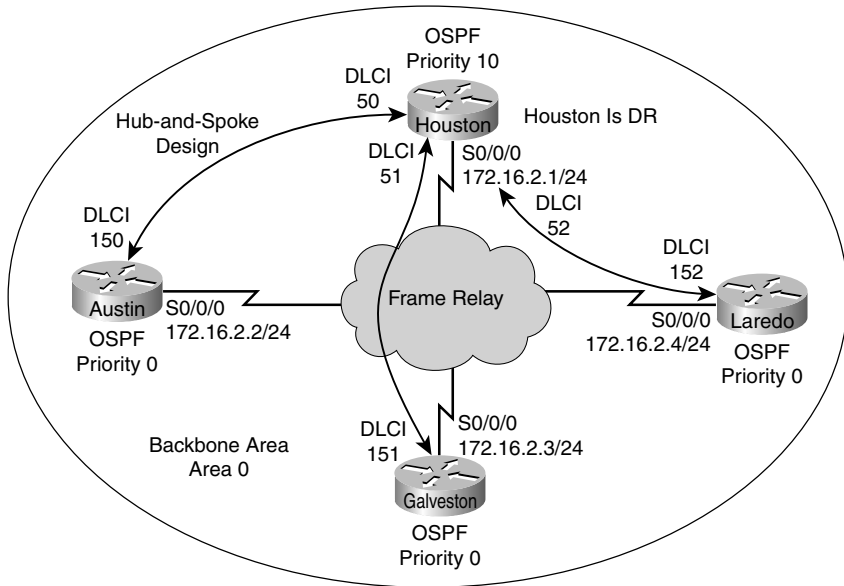 OSPF
Priority 10
DLCI
50
Houston
Houston Is DR
Hub-and-Spoke
Design
DLCI
51
S0/0/0
172.16.2.1/24
DLCI
52
DLCI
150
DLCI
152
Austin
S0/0/0
172.16.2.2/24
OSPF
Priority 0
Frame Relay
S0/0/0
172.16.2.4/24
Laredo
OSPF
Priority 0
Backbone Area
Area 0
DLCI
151
S0/0/0
172.16.2.3/24
Galveston
OSPF
Priority 0